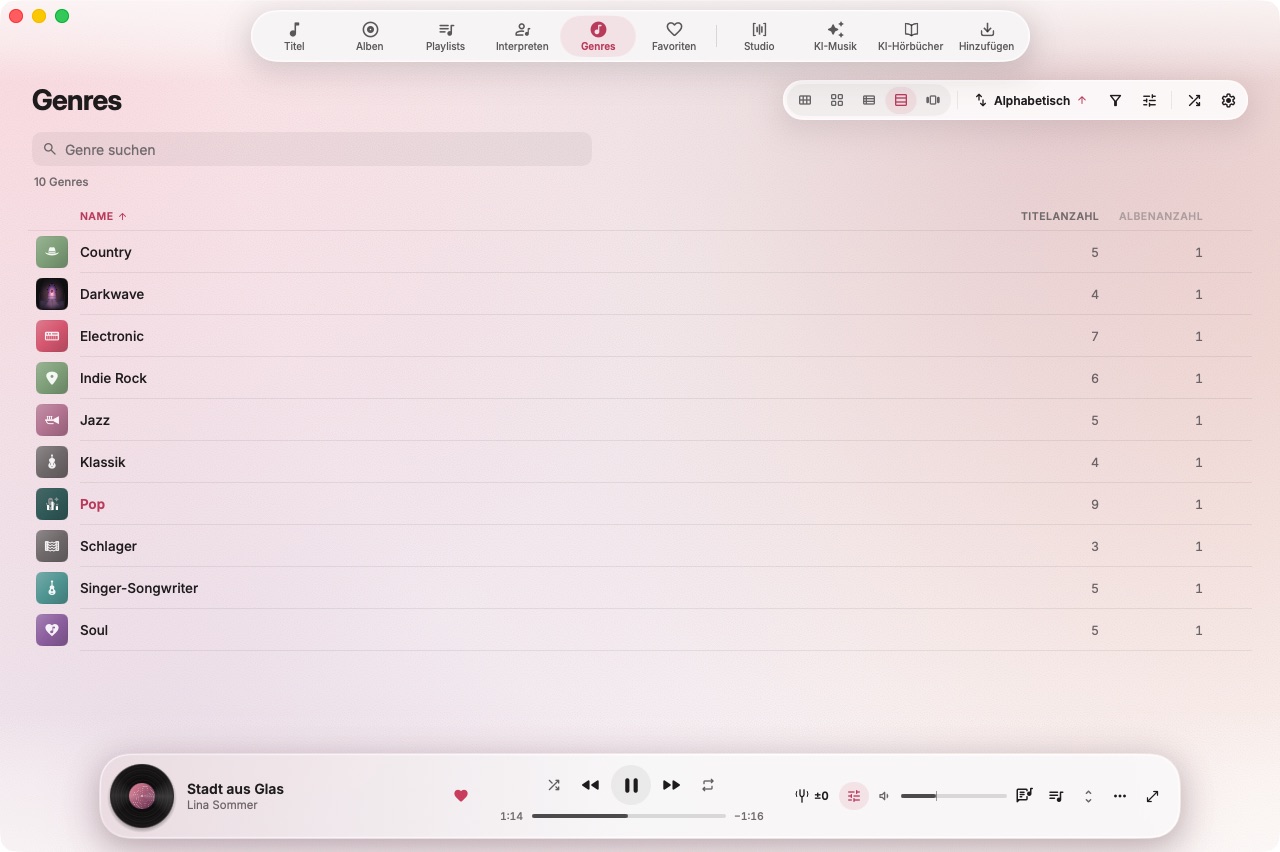 Titel
Alben
Playlists
Interpreten
Genres
Favoriten
Studio
KI-Musik
KI-Hörbücher
Hinzufügen
Genres
Alphabetisch
Genre suchen
10 Genres
NAME TITELANZAHL ALBENANZAHL
Country 5 1
Darkwave 4 1
Electronic 7 1
Indie Rock 6 1
Jazz 5 1
Klassik 4 1
Pop 9 1
Schlager 3 1
Singer-Songwriter 5 1
Soul 5 1
Stadt aus Glas
Lina Sommer
1:14 −1:16
±0